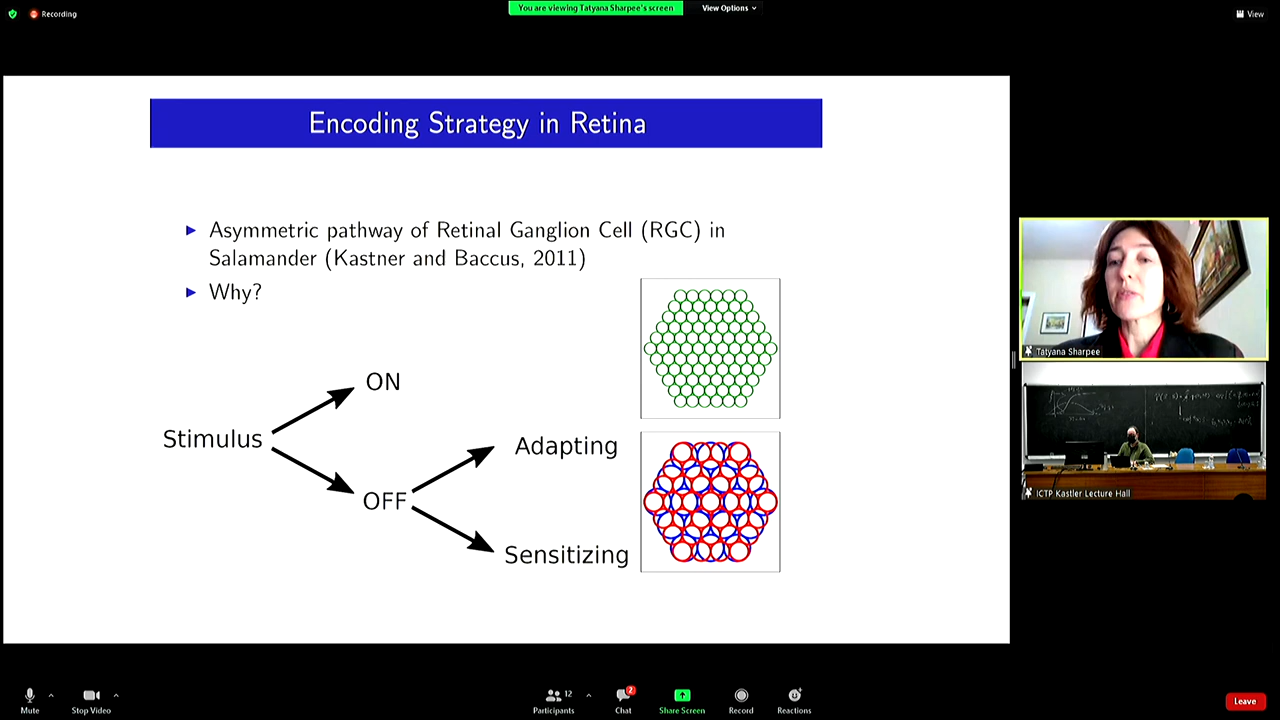 Recording
You are viewing Tatyana Sharpee's screen
View Options
View
Encoding Strategy in Retina
Asymmetric pathway of Retinal Ganglion Cell (RGC) in
Salamander (Kastner and Baccus, 2011)
Why?
ON
Stimulus
OFF
Adapting
Sensitizing
Tatyana Sharpee
ICTP Kastler Lecture Hall
Mute
Stop Video
12
Participants
2
Chat
Share Screen
Record
Reactions
Leave